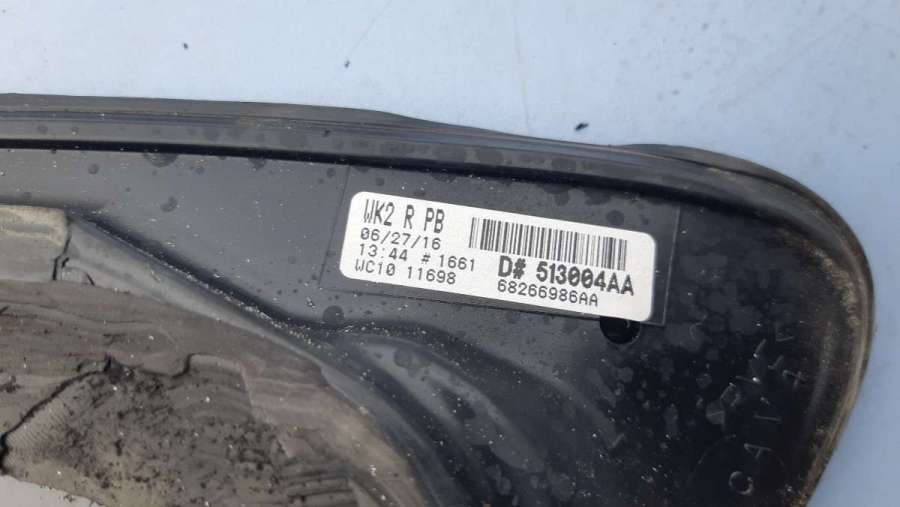 WK2 R PB
06/27/16
13:44 # 1661
WC10 11698
D# 513004AA
68266986AA